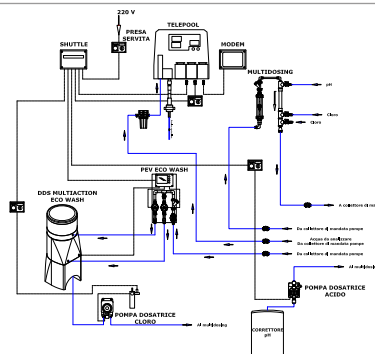 220 V
TELEPOOL
PRESA
SERVITA
SHUTTLE
MODEM
MULTIDOSING
pH
Cloro
Cloro
PEV ECO WASH
DDS MULTIACTION
ECO WASH
A collettore di ma
Da collettore di mandata pompe
Acqua da analizzare
Da collettore di mandata pompe
Da collettore di mandata pompe
Al multidosing
POMPA DOSATRICE
ACIDO
POMPA DOSATRICE
CLORO
Al multidosing
CORRETTORE
pH